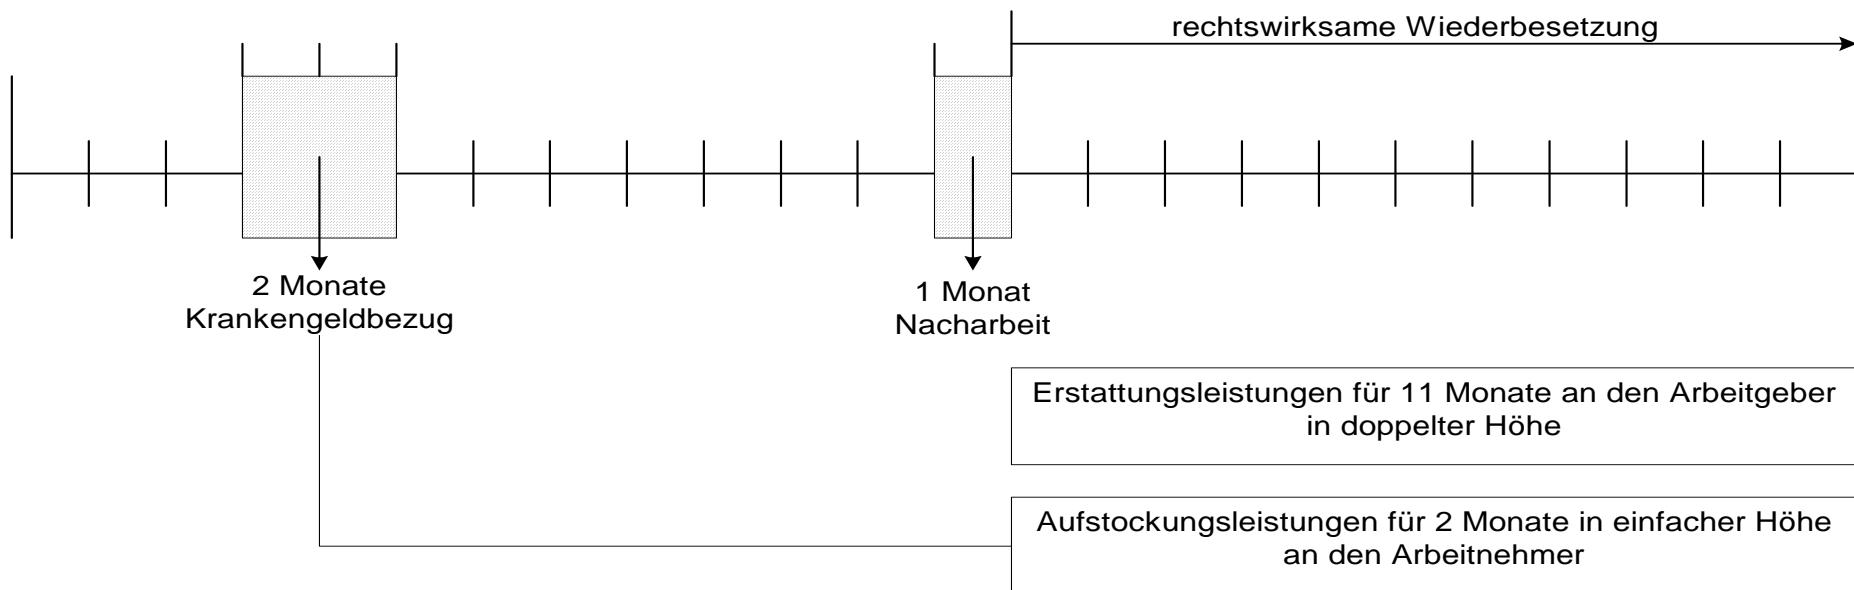 rechtswirksame Wiederbesetzung
2 Monate
Krankengeldbezug
1 Monat
Nacharbeit
Erstattungsleistungen für 11 Monate an den Arbeitgeber
in doppelter Höhe
Aufstockungsleistungen für 2 Monate in einfacher Höhe
an den Arbeitnehmer